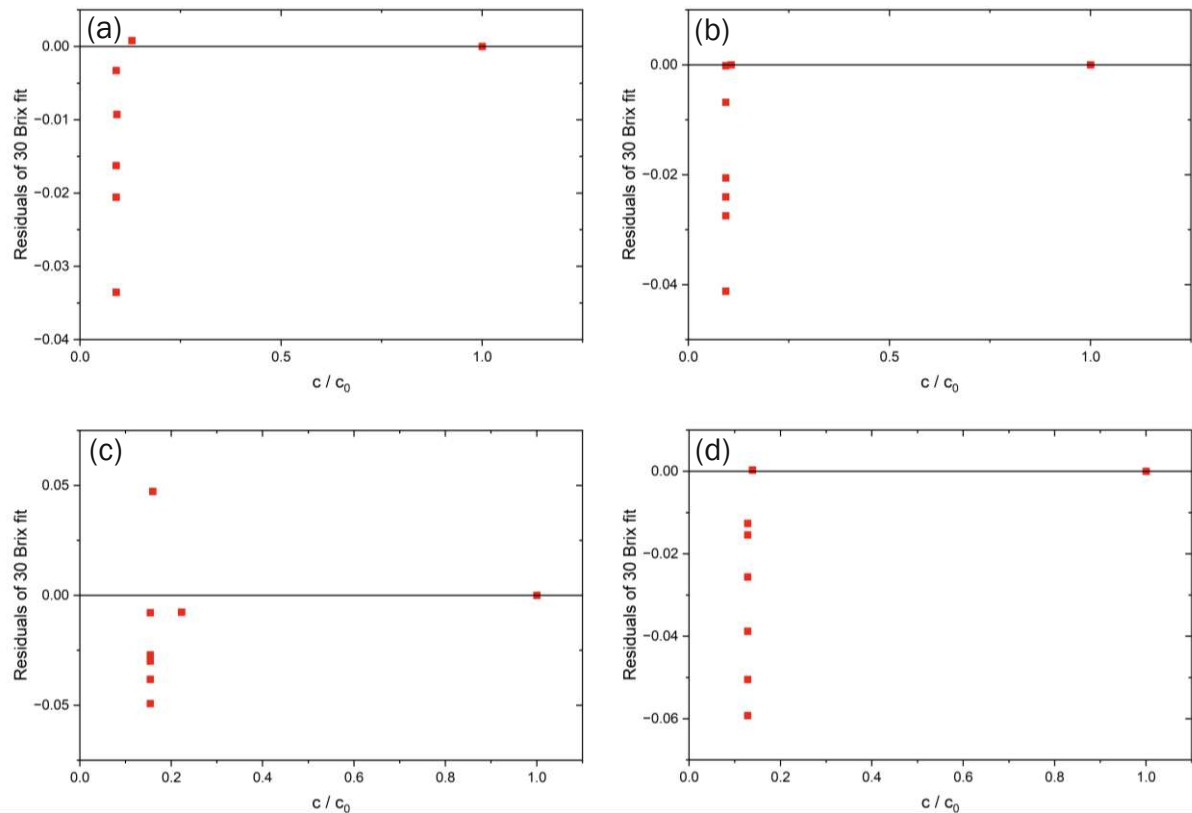 (a)
0.00
−0.01
−0.02
−0.03
−0.04
0.0 0.5 1.0
Residuals of 30 Brix fit
c / c₀
(b)
0.00
−0.02
−0.04
0.0 0.5 1.0
Residuals of 30 Brix fit
c / c₀
(c)
0.05
0.00
−0.05
0.0 0.2 0.4 0.6 0.8 1.0
Residuals of 30 Brix fit
c / c₀
(d)
0.00
−0.02
−0.04
−0.06
0.0 0.2 0.4 0.6 0.8 1.0
Residuals of 30 Brix fit
c / c₀